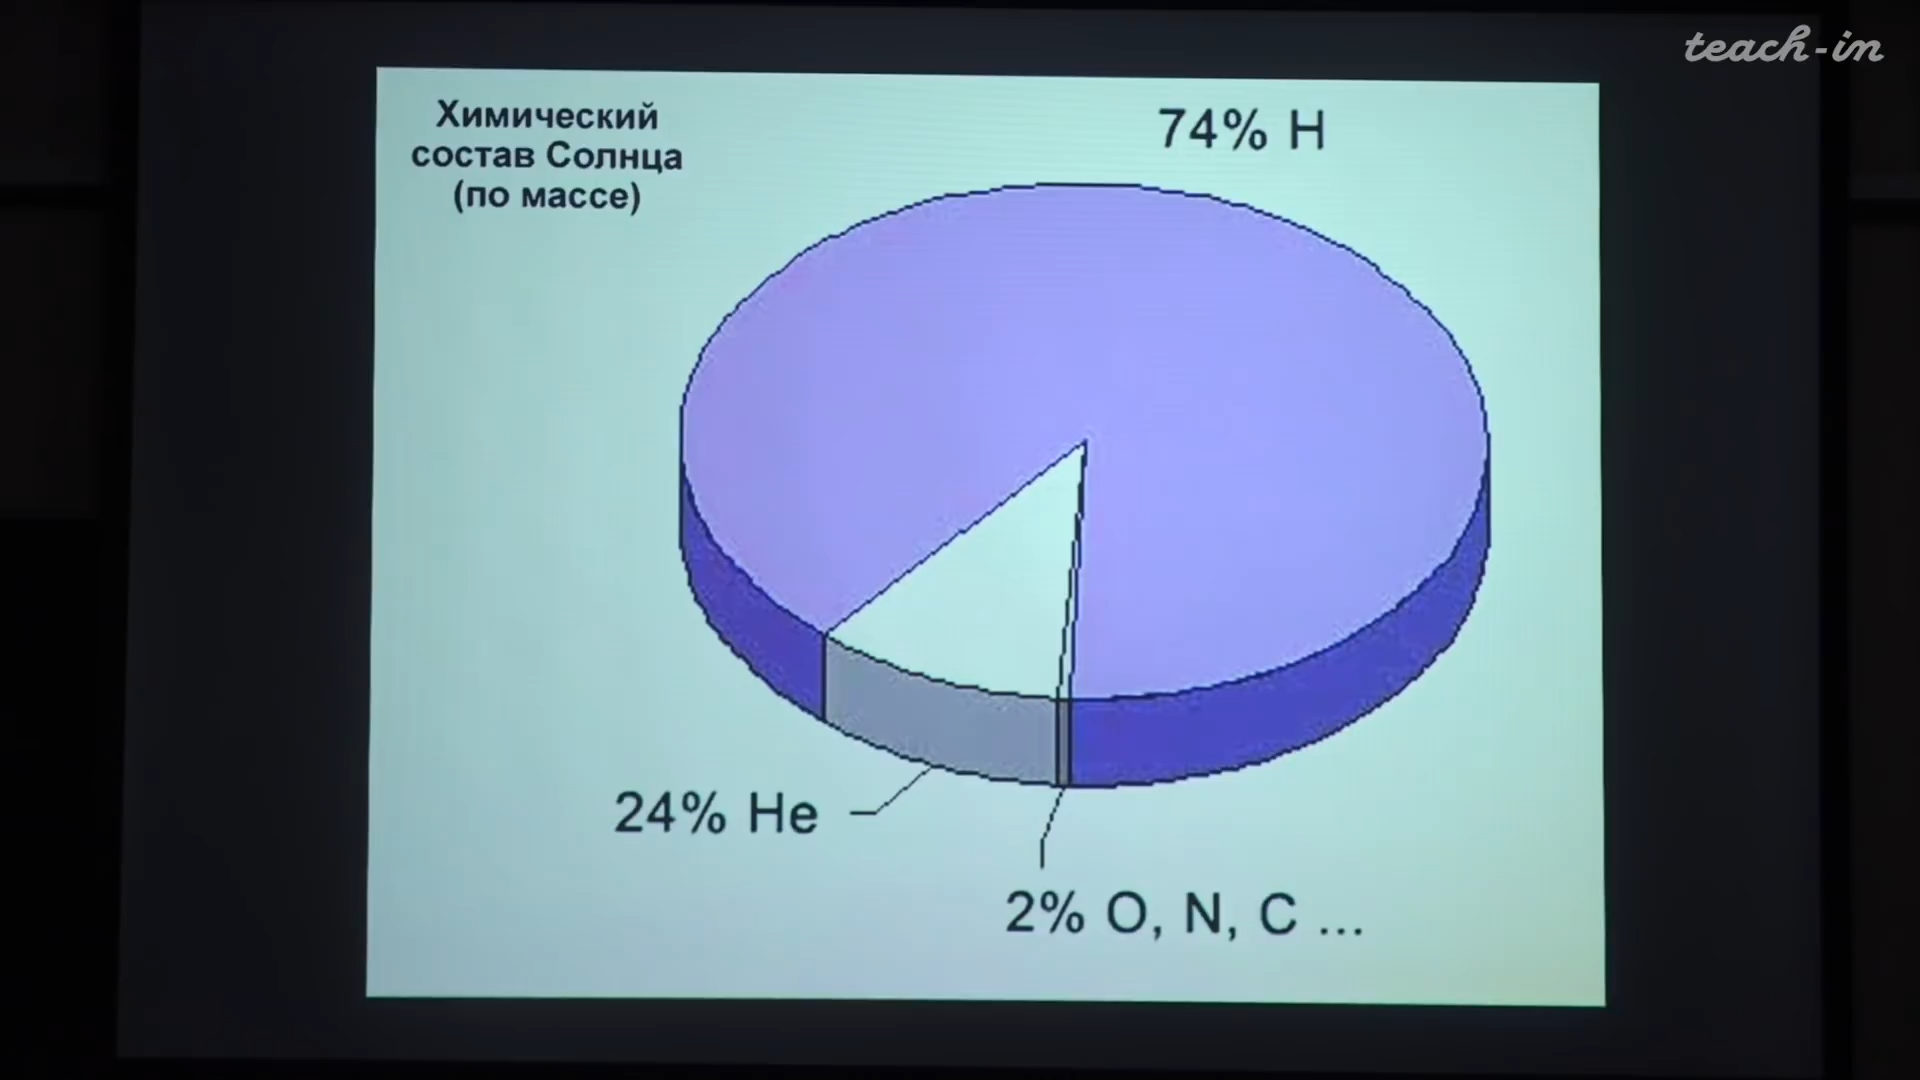 teach-in
Химический
состав Солнца
(по массе)
74% H
24% He
2% O, N, C ...